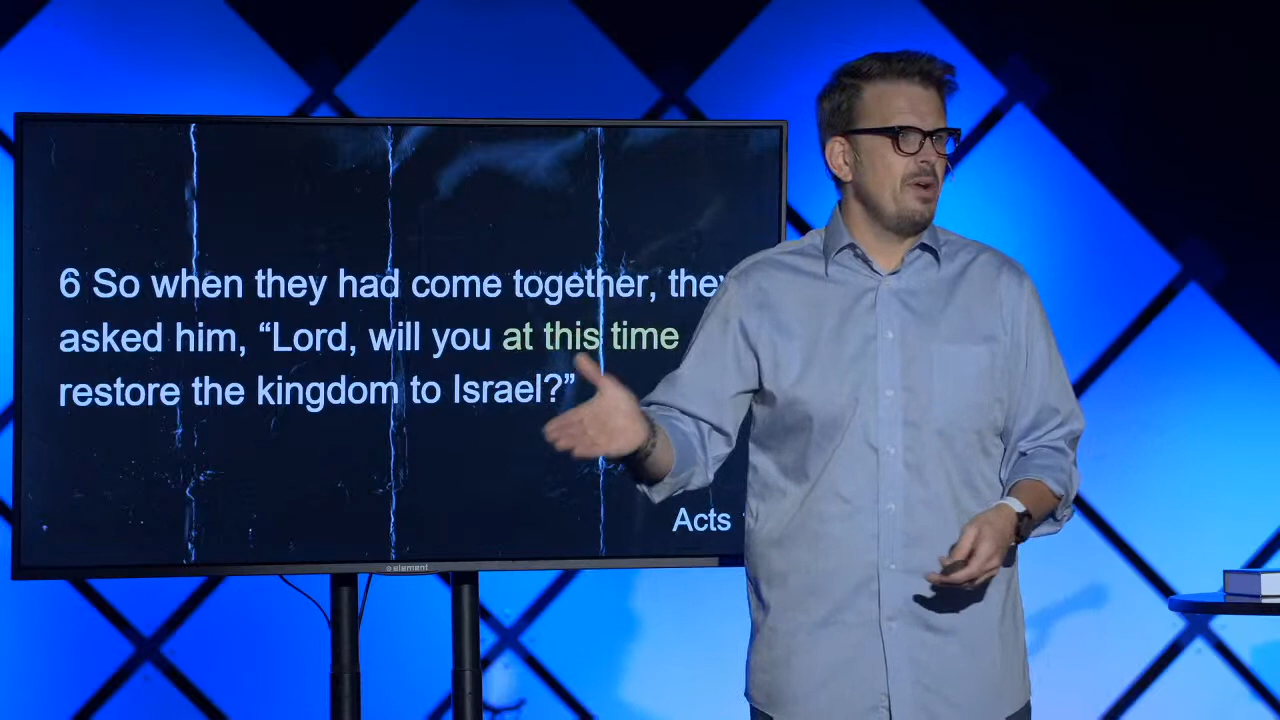 6 So when they had come together, they
asked him, “Lord, will you at this time
restore the kingdom to Israel?”
Acts
element